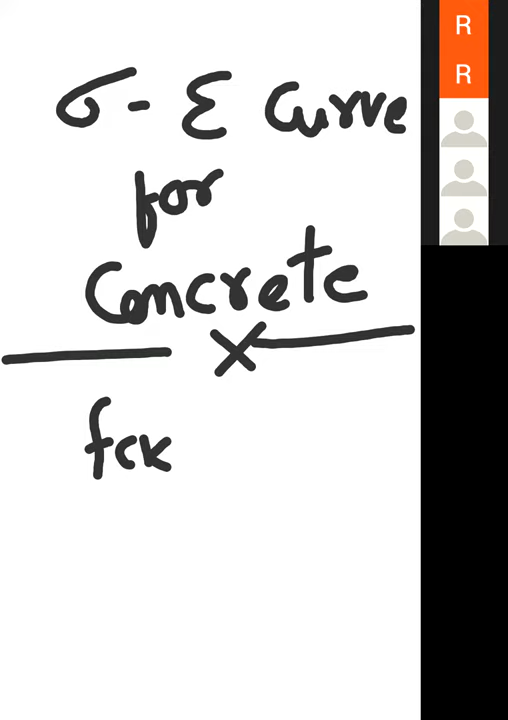 σ - ε Curve
for
Concrete
fck
R
R